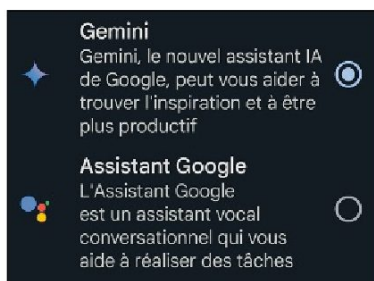 Gemini
Gemini, le nouvel assistant IA
de Google, peut vous aider à
trouver l'inspiration et à être
plus productif
Assistant Google
L'Assistant Google
est un assistant vocal
conversationnel qui vous
aide à réaliser des tâches